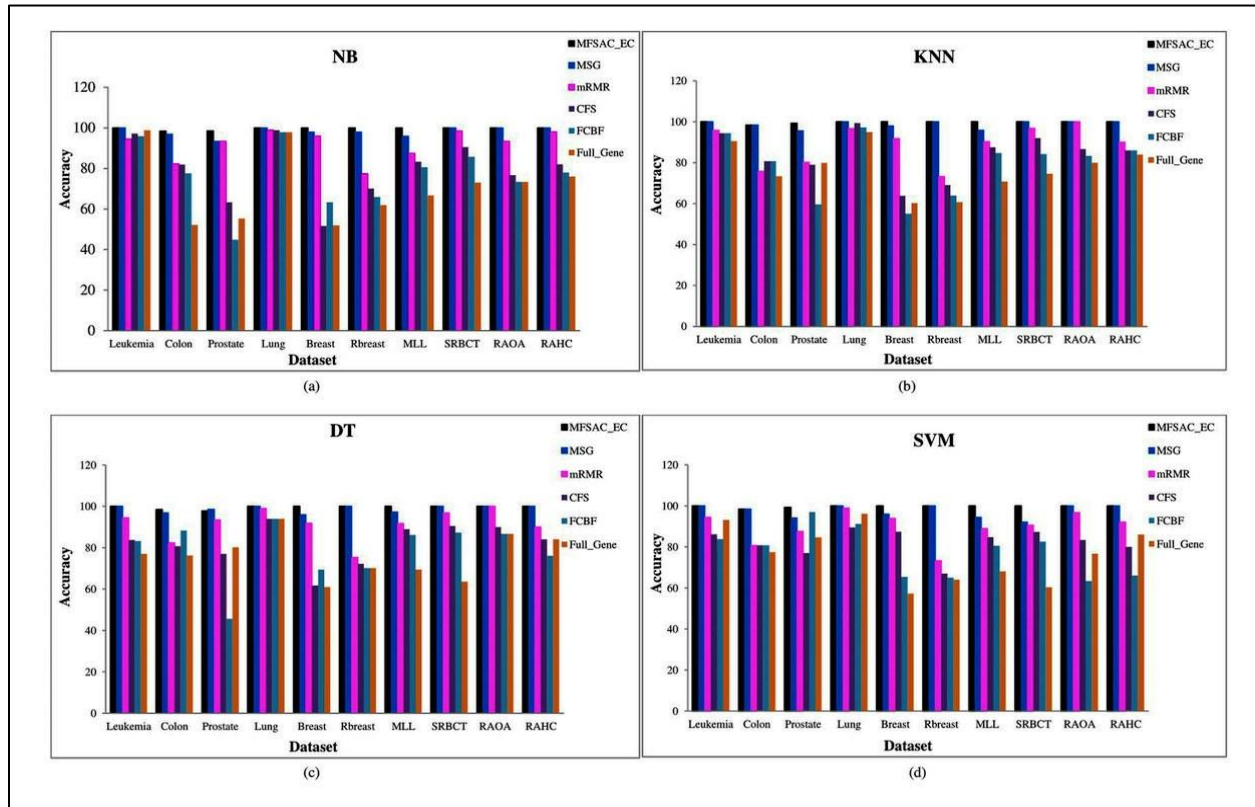 NB
MFSAC_EC
MSG
mRMR
CFS
FCBF
Full_Gene
Accuracy
120
100
80
60
40
20
0
Leukemia Colon Prostate Lung Breast Rbreast MLL SRBCT RAOA RAHC
Dataset
(a)
KNN
MFSAC_EC
MSG
mRMR
CFS
FCBF
Full_Gene
Accuracy
120
100
80
60
40
20
0
Leukemia Colon Prostate Lung Breast Rbreast MLL SRBCT RAOA RAHC
Dataset
(b)
DT
MFSAC_EC
MSG
mRMR
CFS
FCBF
Full_Gene
Accuracy
120
100
80
60
40
20
0
Leukemia Colon Prostate Lung Breast Rbreast MLL SRBCT RAOA RAHC
Dataset
(c)
SVM
MFSAC_EC
MSG
mRMR
CFS
FCBF
Full_Gene
Accuracy
120
100
80
60
40
20
0
Leukemia Colon Prostate Lung Breast Rbreast MLL SRBCT RAOA RAHC
Dataset
(d)